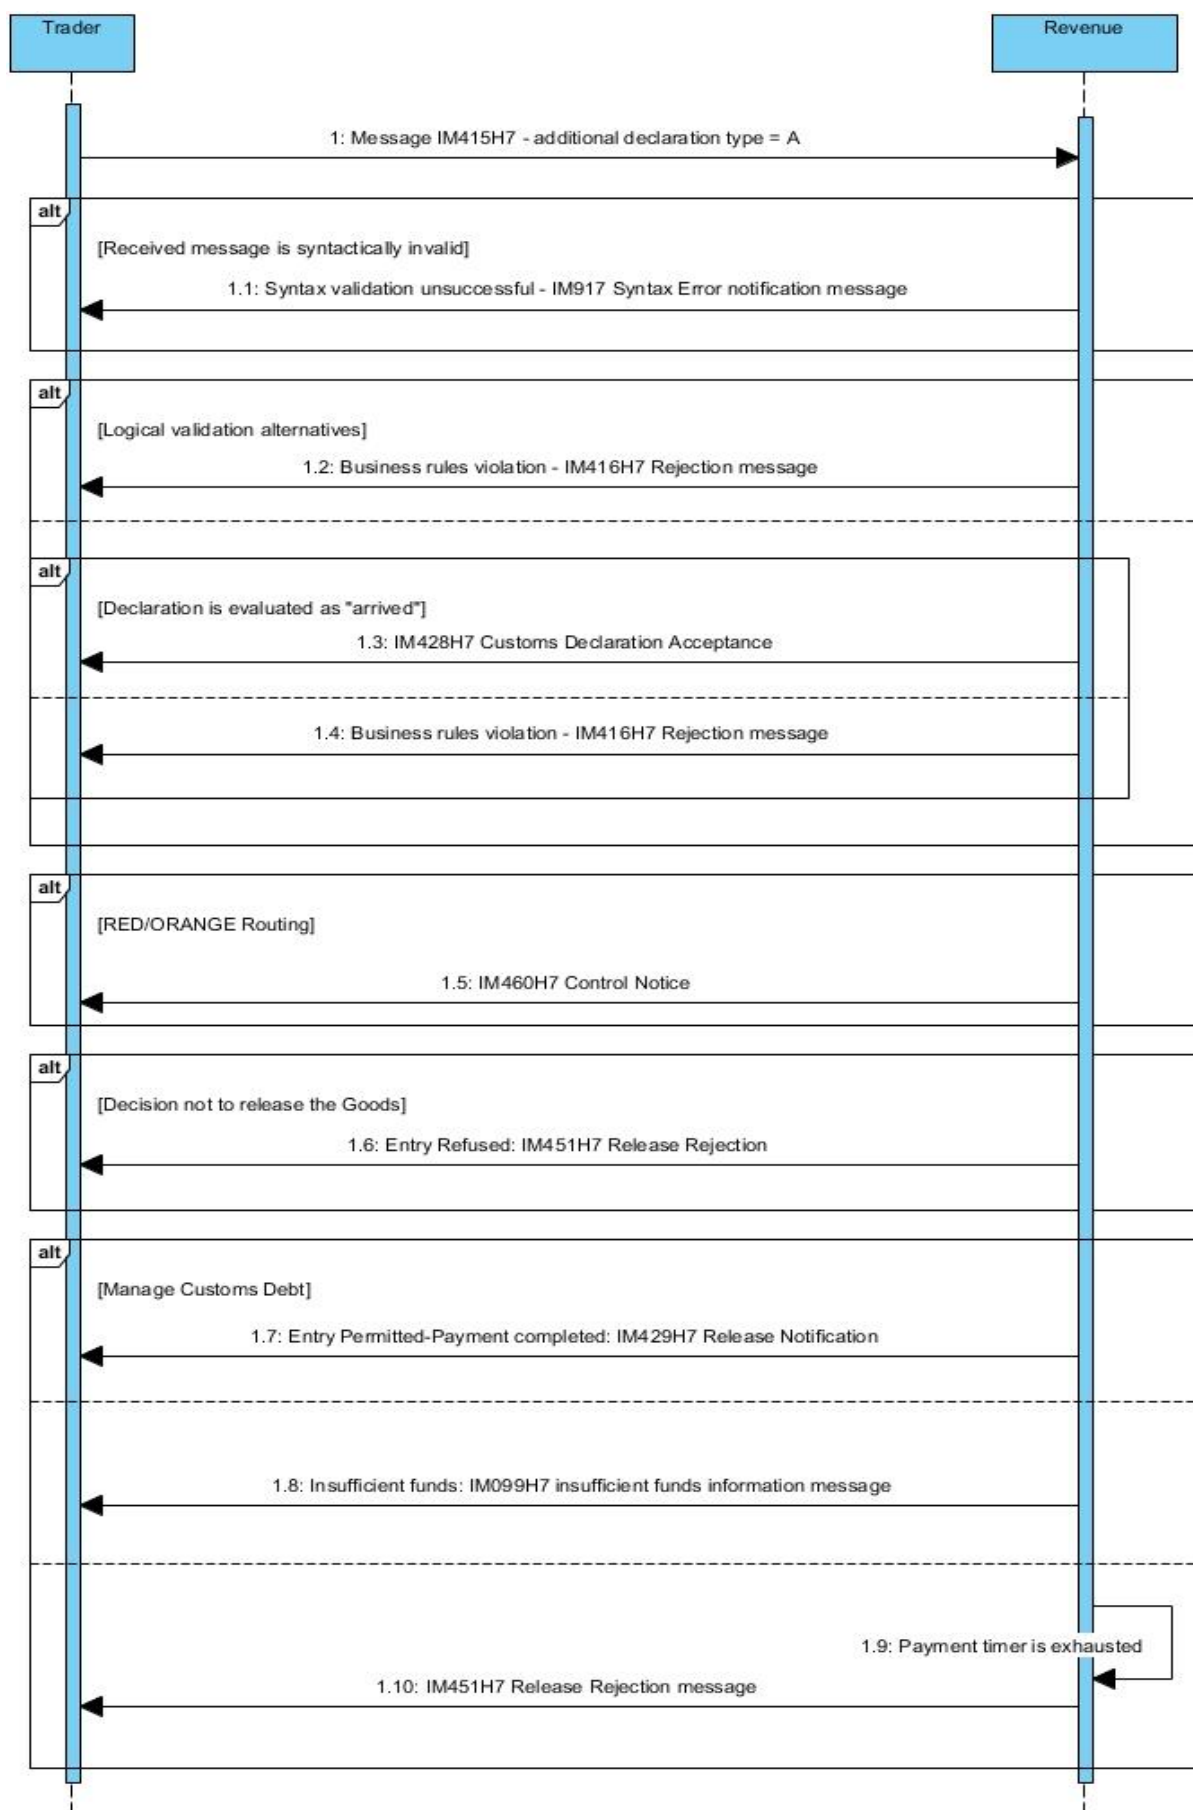 Trader
Revenue
1: Message IM415H7 - additional declaration type = A
alt
[Received message is syntactically invalid]
1.1: Syntax validation unsuccessful - IM917 Syntax Error notification message
alt
[Logical validation alternatives]
1.2: Business rules violation - IM416H7 Rejection message
alt
[Declaration is evaluated as "arrived"]
1.3: IM428H7 Customs Declaration Acceptance
1.4: Business rules violation - IM416H7 Rejection message
alt
[RED/ORANGE Routing]
1.5: IM460H7 Control Notice
alt
[Decision not to release the Goods]
1.6: Entry Refused: IM451H7 Release Rejection
alt
[Manage Customs Debt]
1.7: Entry Permitted-Payment completed: IM429H7 Release Notification
1.8: Insufficient funds: IM099H7 insufficient funds information message
1.9: Payment timer is exhausted
1.10: IM451H7 Release Rejection message